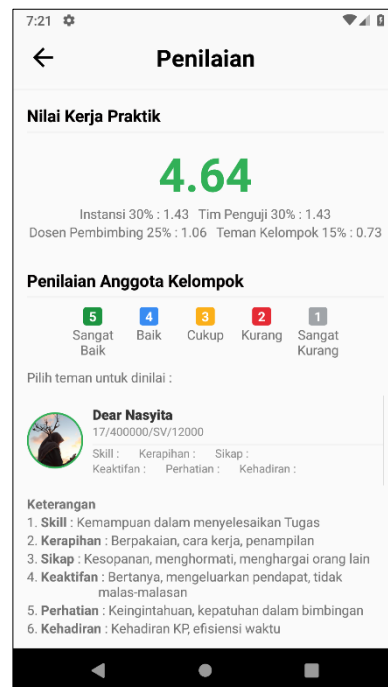 7:21
Penilaian
Nilai Kerja Praktik
4.64
Instansi 30% : 1.43 Tim Penguji 30% : 1.43
Dosen Pembimbing 25% : 1.06 Teman Kelompok 15% : 0.73
Penilaian Anggota Kelompok
5 4 3 2 1
Sangat Baik Baik Cukup Kurang Sangat Kurang
Pilih teman untuk dinilai :
Dear Nasyita
17/400000/SV/12000
Skill : Kerapihan : Sikap :
Keaktifan : Perhatian : Kehadiran :
Keterangan
1. Skill : Kemampuan dalam menyelesaikan Tugas
2. Kerapihan : Berpakaian, cara kerja, penampilan
3. Sikap : Kesopanan, menghormati, menghargai orang lain
4. Keaktifan : Bertanya, mengeluarkan pendapat, tidak
malas-malasan
5. Perhatian : Keingintahuan, kepatuhan dalam bimbingan
6. Kehadiran : Kehadiran KP, efisiensi waktu